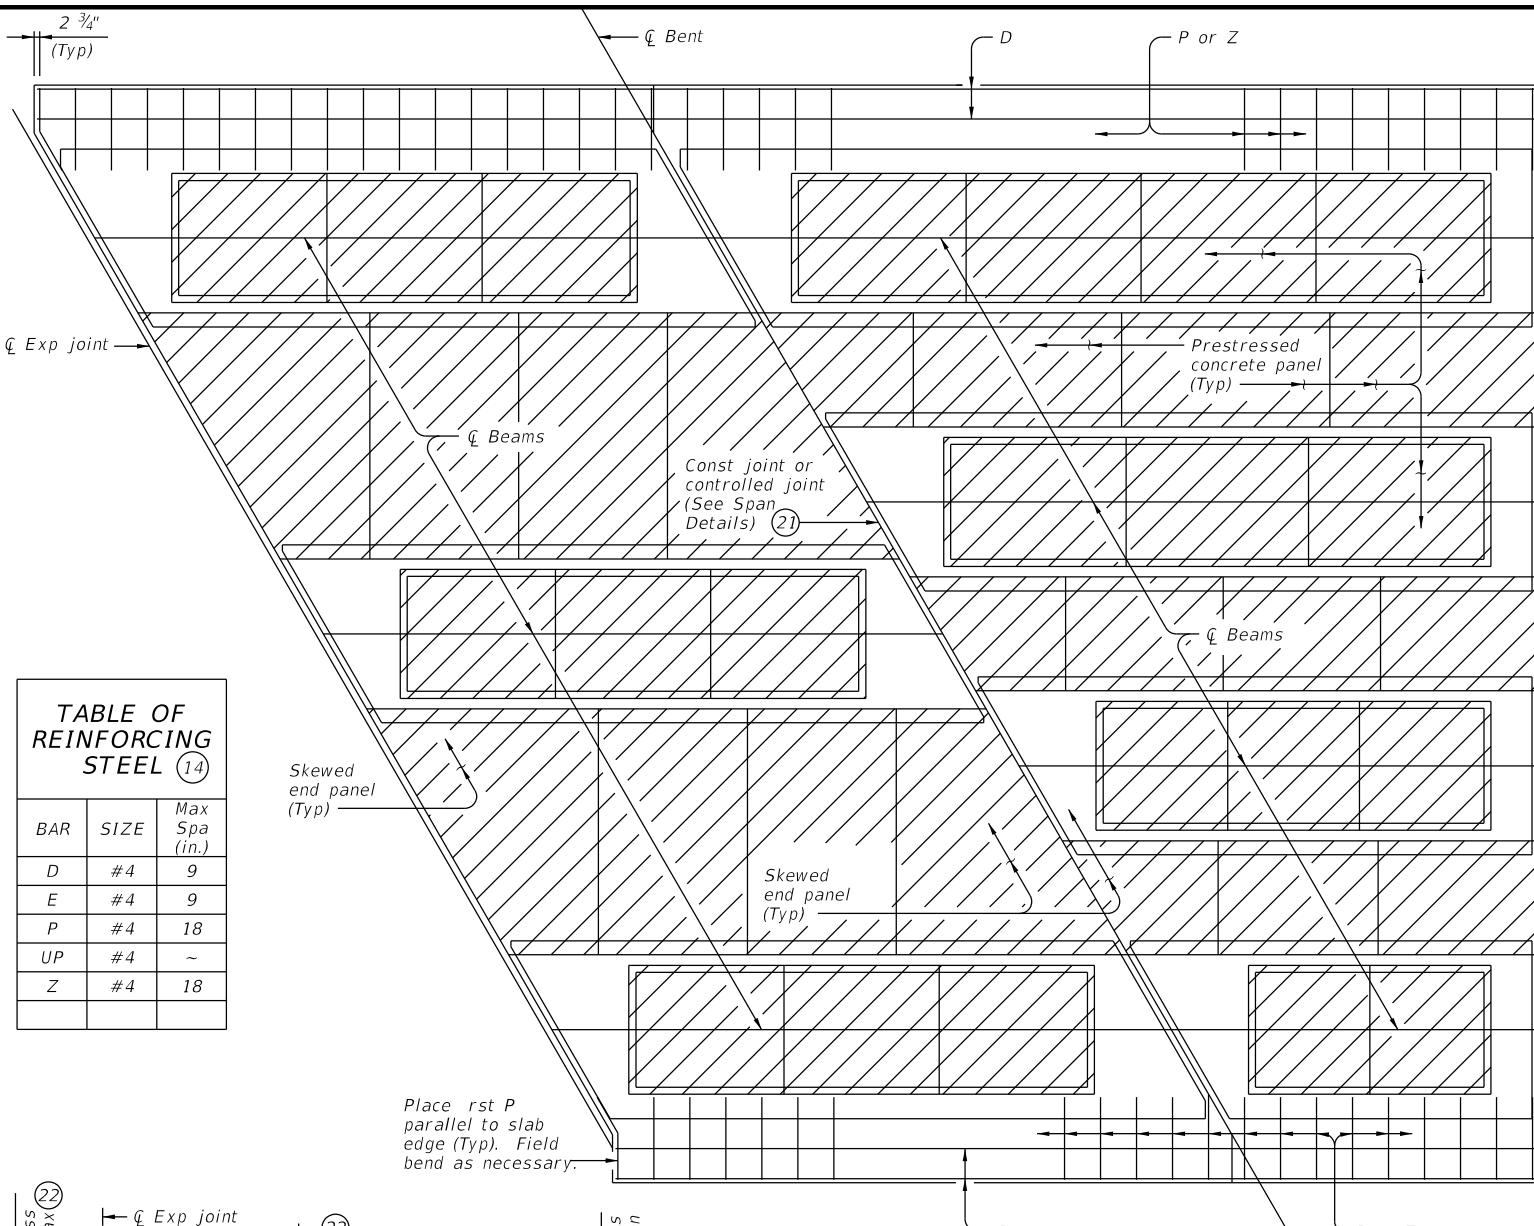 2 ¾"
(Typ)
℄ Bent
D
P or Z
℄ Exp joint
Prestressed
concrete panel
(Typ)
℄ Beams
Const joint or
controlled joint
(See Span
Details) 21
℄ Beams
TABLE OF
REINFORCING
STEEL 14
BAR SIZE Max Spa (in.)
D #4 9
E #4 9
P #4 18
UP #4 ~
Z #4 18
Skewed
end panel
(Typ)
Skewed
end panel
(Typ)
Place rst P
parallel to slab
edge (Typ). Field
bend as necessary.
22
℄ Exp joint